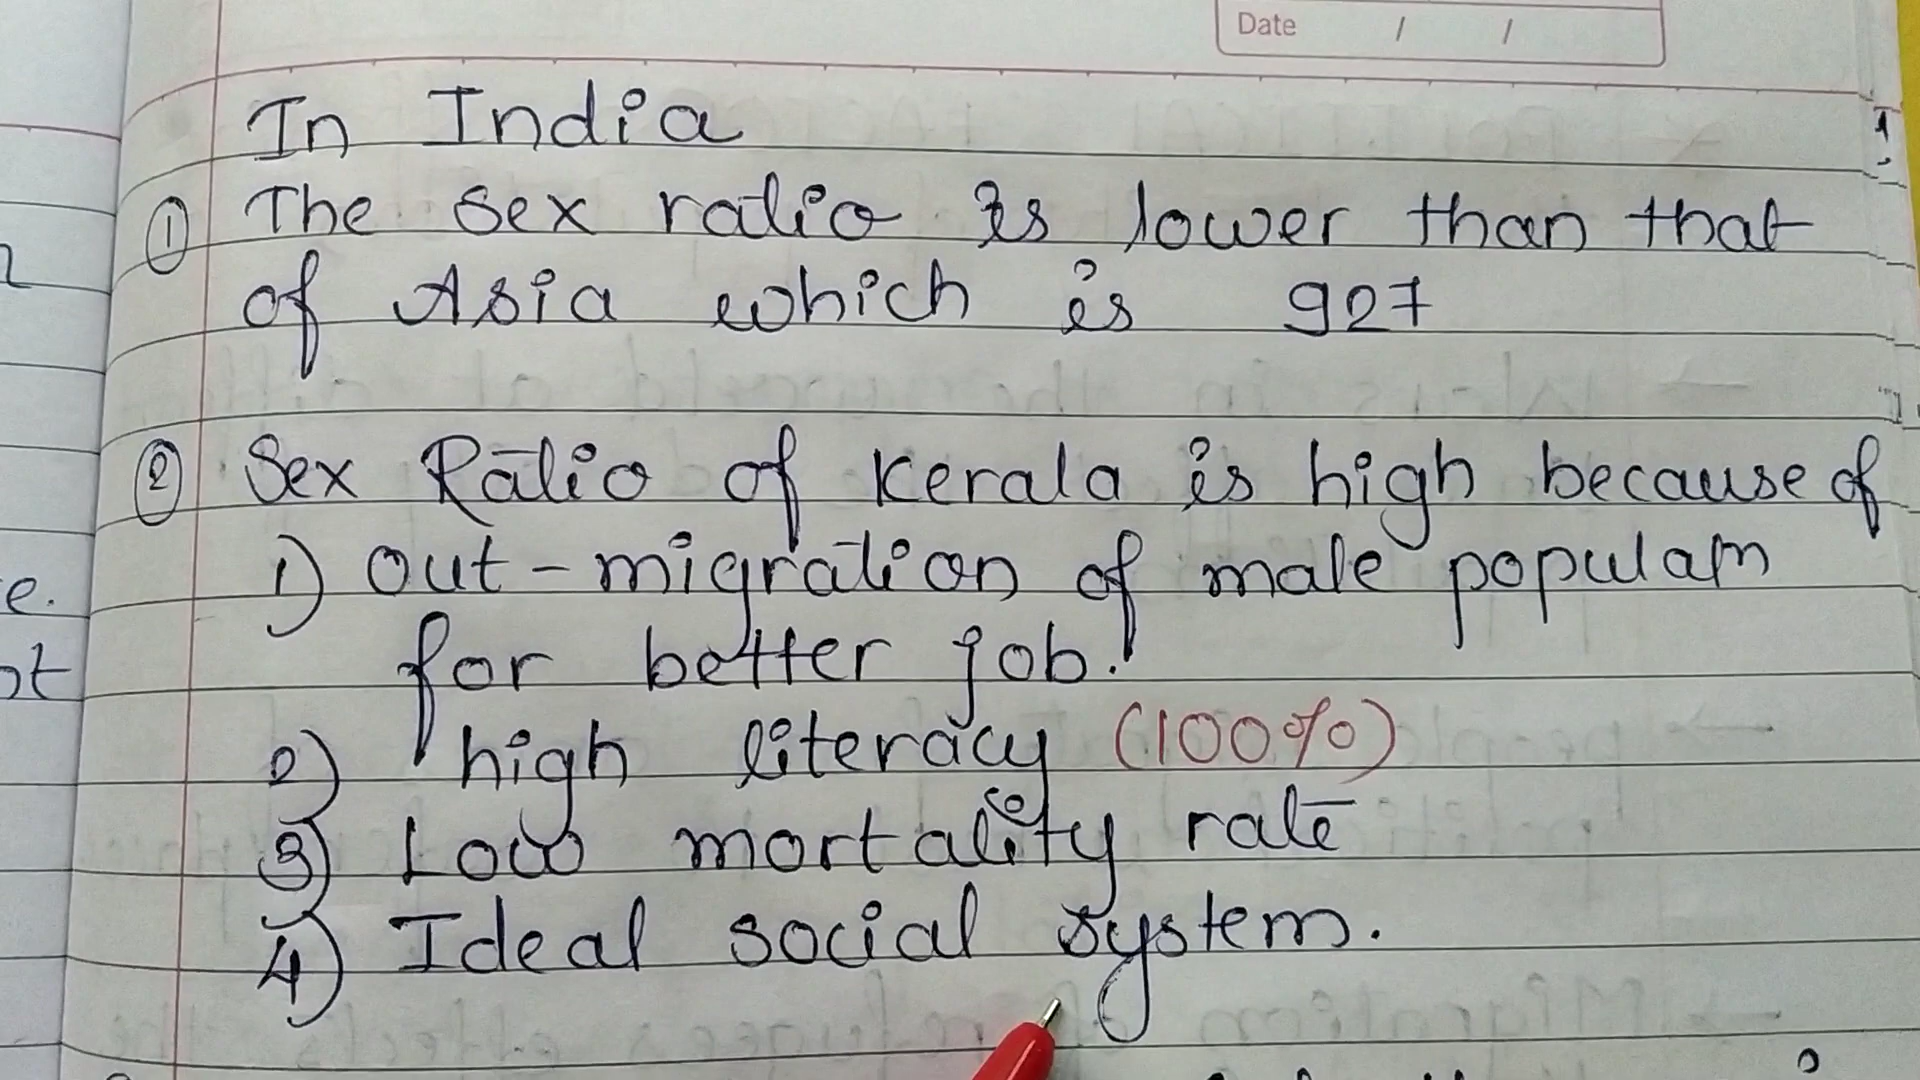 Date / /
In India
① The sex ratio is lower than that
of Asia which is 927
② Sex Ratio of Kerala is high because of
1) Out-migration of male populatn
for better job.
2) high literacy (100%)
3) Low mortality rate
4) Ideal social system.
e.
ot